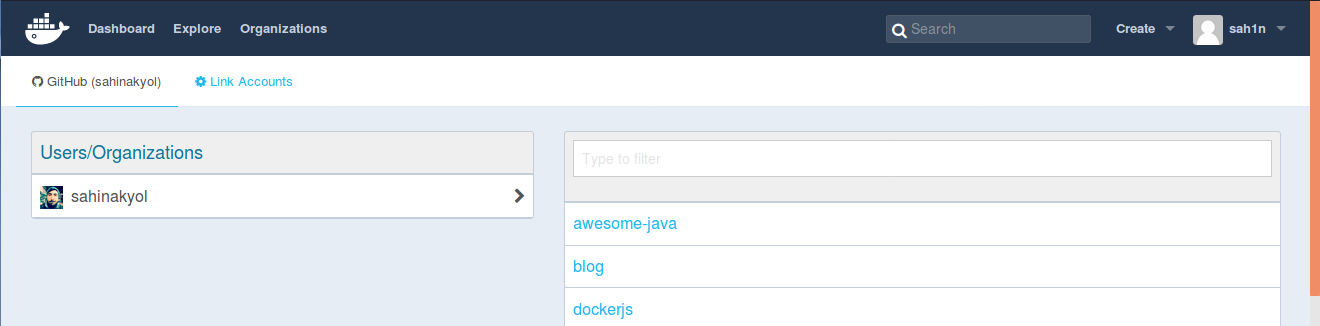 Dashboard Explore Organizations Search Create sah1n
GitHub (sahinakyol) Link Accounts
Users/Organizations
sahinakyol
Type to filter
awesome-java
blog
dockerjs